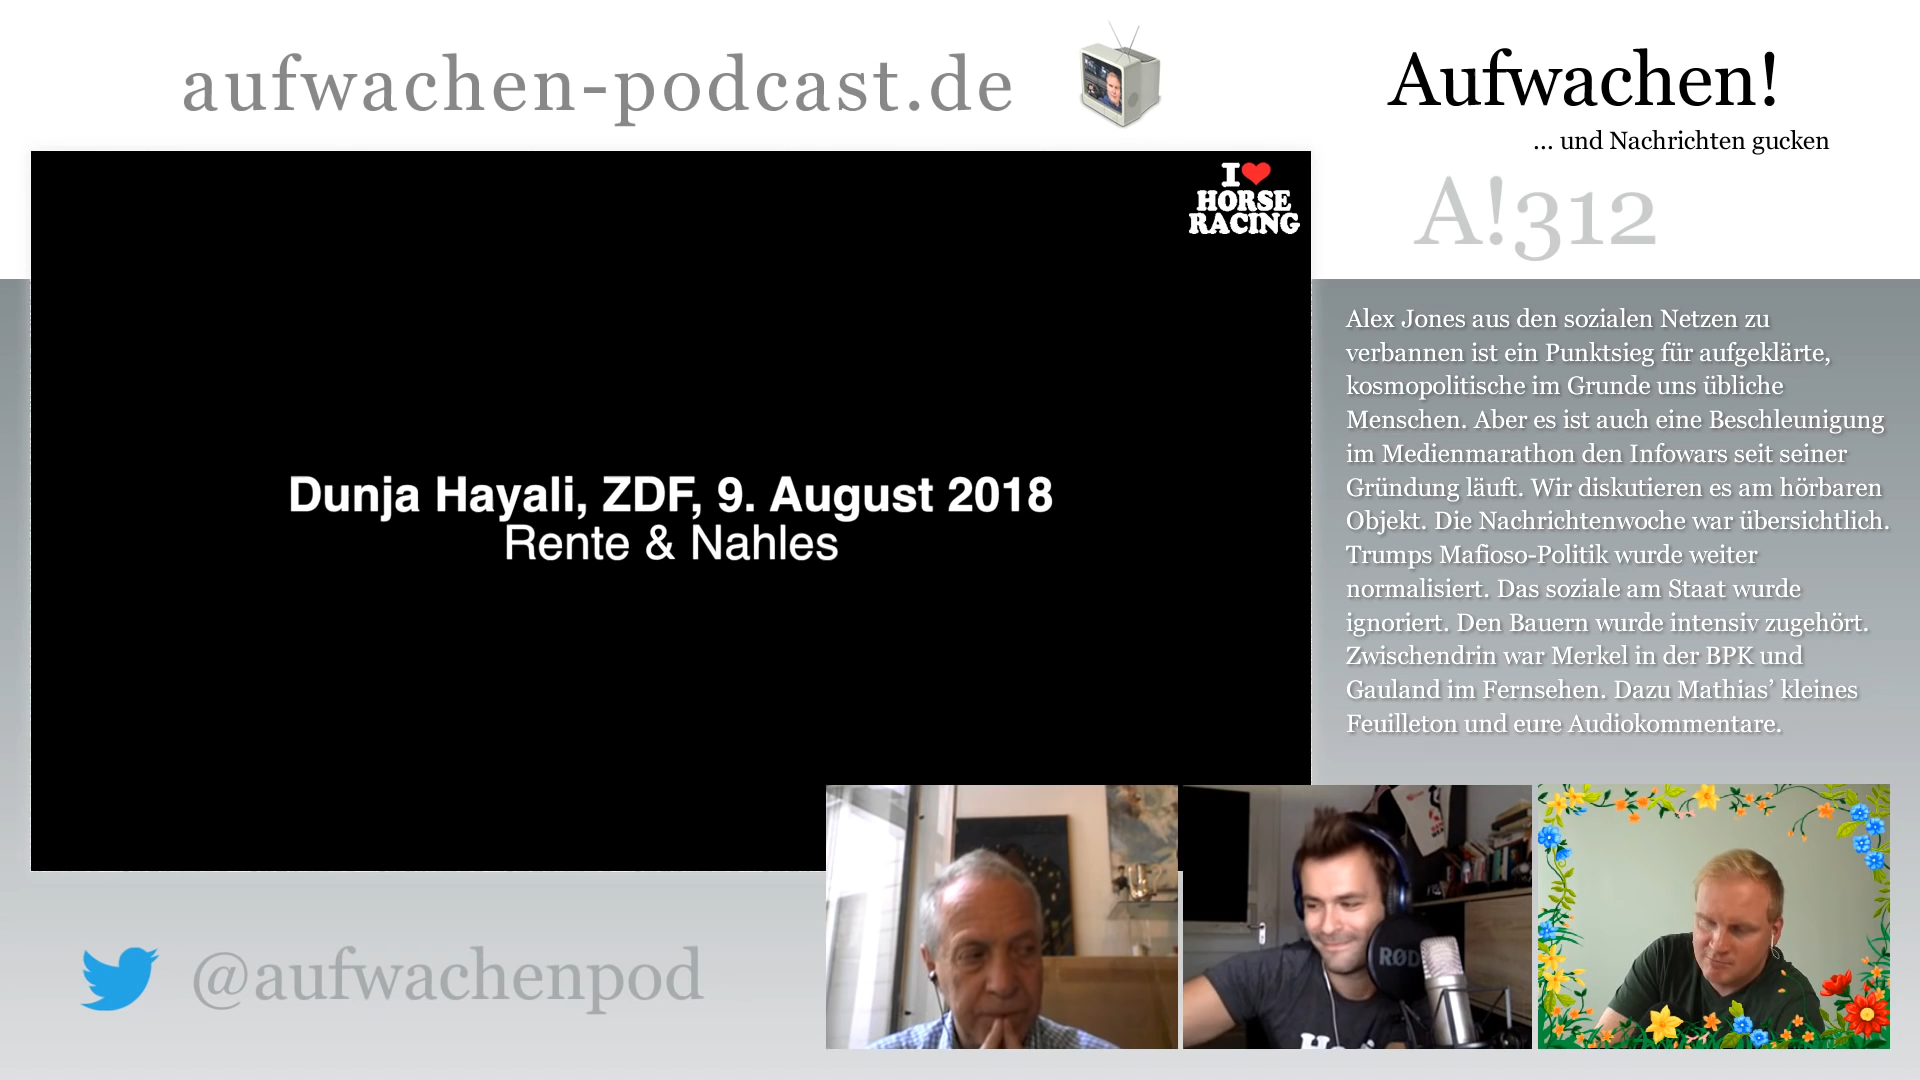 aufwachen-podcast.de
Aufwachen!
... und Nachrichten gucken
A!312
I
HORSE
RACING
Dunja Hayali, ZDF, 9. August 2018
Rente & Nahles
Alex Jones aus den sozialen Netzen zu
verbannen ist ein Punktsieg für aufgeklärte,
kosmopolitische im Grunde uns übliche
Menschen. Aber es ist auch eine Beschleunigung
im Medienmarathon den Infowars seit seiner
Gründung läuft. Wir diskutieren es am hörbaren
Objekt. Die Nachrichtenwoche war übersichtlich.
Trumps Mafioso-Politik wurde weiter
normalisiert. Das soziale am Staat wurde
ignoriert. Den Bauern wurde intensiv zugehört.
Zwischendrin war Merkel in der BPK und
Gauland im Fernsehen. Dazu Mathias’ kleines
Feuilleton und eure Audiokommentare.
RØD
@aufwachenpod